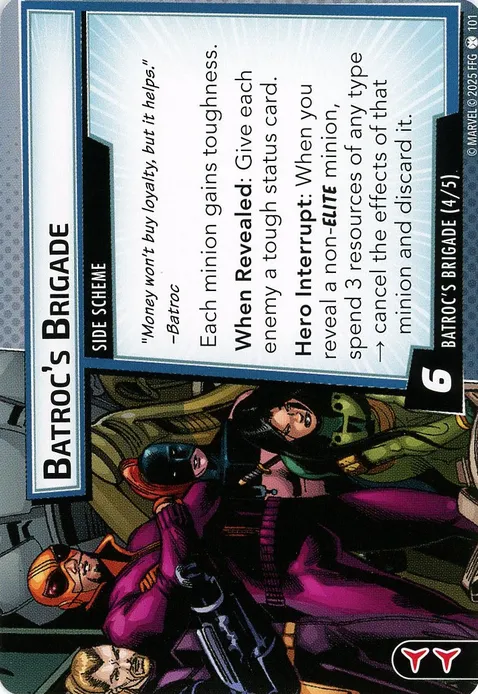 BATROC'S BRIGADE
SIDE SCHEME
"Money won't buy loyalty, but it helps."
–Batroc
Each minion gains toughness.
When Revealed: Give each
enemy a tough status card.
Hero Interrupt: When you
reveal a non-ELITE minion,
spend 3 resources of any type
→ cancel the effects of that
minion and discard it.
6
BATROC'S BRIGADE (4/5)
© MARVEL © 2025 FFG 101